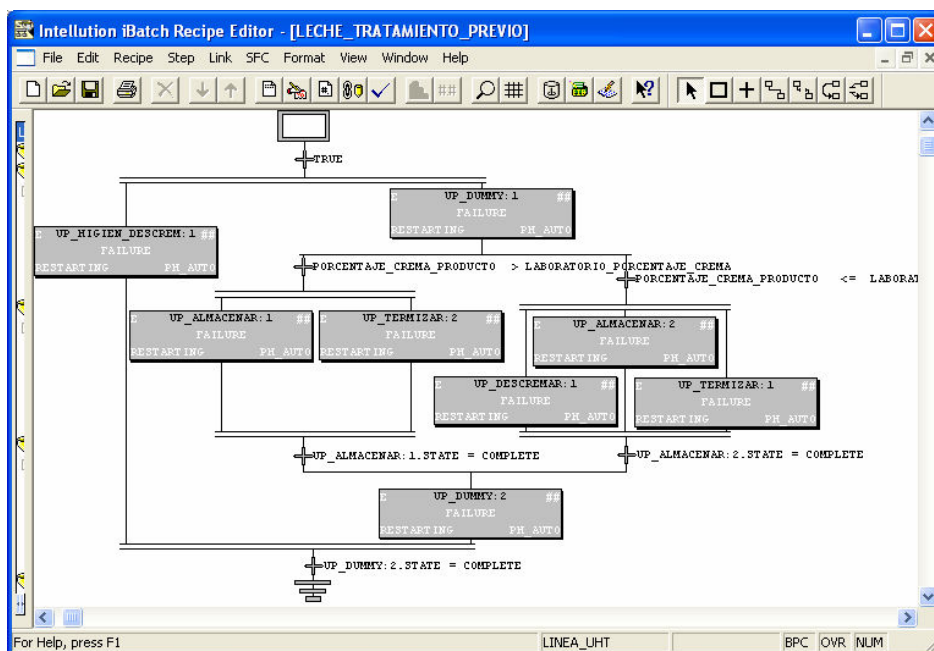 Intellution iBatch Recipe Editor - [LECHE_TRATAMIENTO_PREVIO]
File Edit Recipe Step Link SFC Format View Window Help
TRUE
E UP_DUMMY:1 ##
FAILURE
RESTARTING PH_AUTO
E UP_HIGIEN_DESCREM:1 ##
FAILURE
RESTARTING PH_AUTO
PORCENTAJE_CREMA_PRODUCTO > LABORATORIO_PORCENTAJE_CREMA
PORCENTAJE_CREMA_PRODUCTO <= LABORAT
E UP_ALMACENAR:1 ##
FAILURE
RESTARTING PH_AUTO
E UP_TERMIZAR:2 ##
FAILURE
RESTARTING PH_AUTO
E UP_ALMACENAR:2 ##
FAILURE
RESTARTING PH_AUTO
E UP_DESCREMAR:1 ##
FAILURE
RESTARTING PH_AUTO
E UP_TERMIZAR:1 ##
FAILURE
RESTARTING PH_AUTO
UP_ALMACENAR:1.STATE = COMPLETE
UP_ALMACENAR:2.STATE = COMPLETE
E UP_DUMMY:2 ##
FAILURE
RESTARTING PH_AUTO
UP_DUMMY:2.STATE = COMPLETE
For Help, press F1 LINEA_UHT BPC OVR NUM